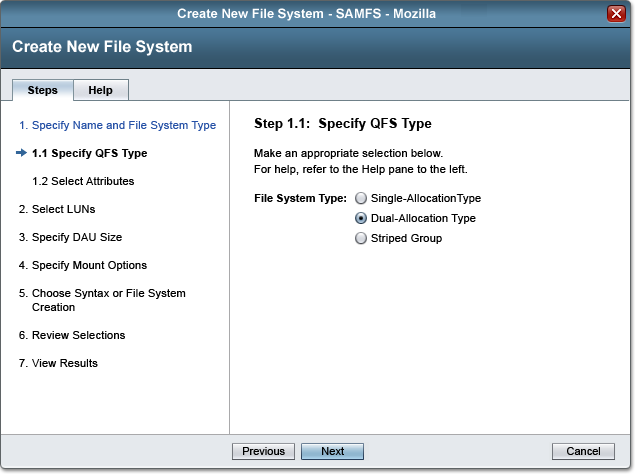 Create New File System - SAMFS - Mozilla
Create New File System
Steps
Help
1. Specify Name and File System Type
1.1 Specify QFS Type
1.2 Select Attributes
2. Select LUNs
3. Specify DAU Size
4. Specify Mount Options
5. Choose Syntax or File System
Creation
6. Review Selections
7. View Results
Step 1.1: Specify QFS Type
Make an appropriate selection below.
For help, refer to the Help pane to the left.
File System Type:
Single-AllocationType
Dual-Allocation Type
Striped Group
Previous
Next
Cancel